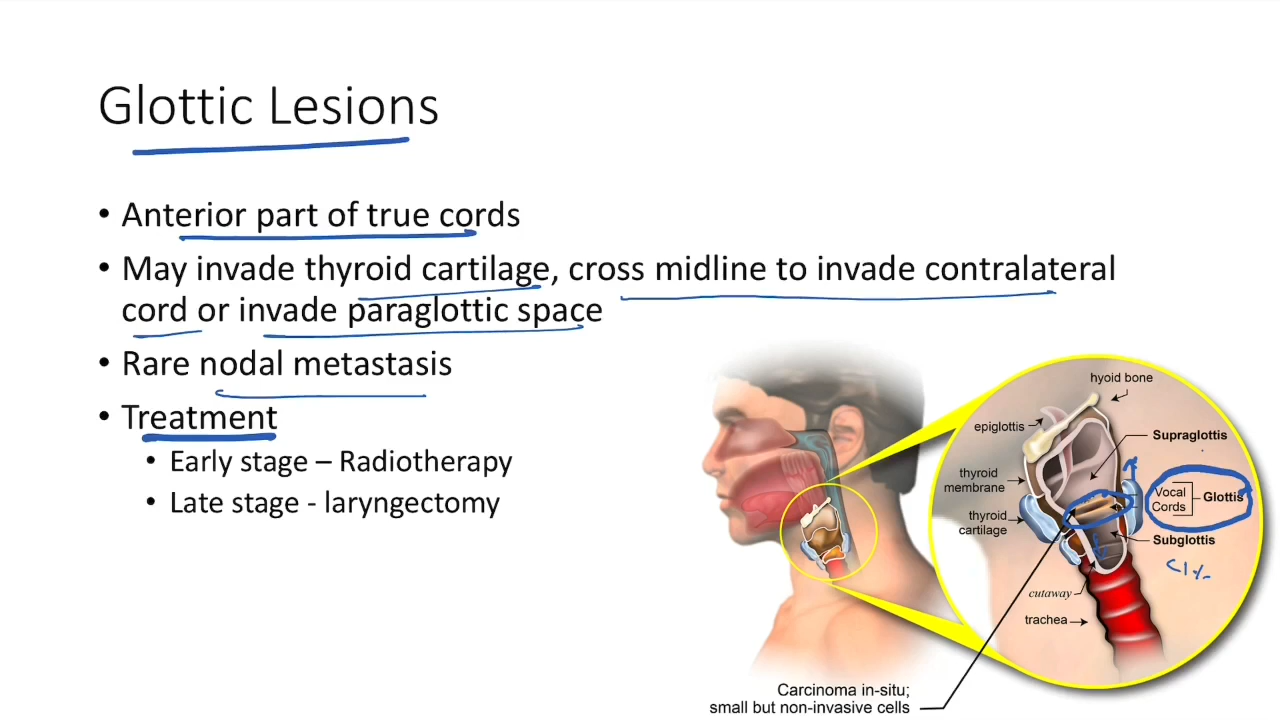 Glottic Lesions
• Anterior part of true cords
• May invade thyroid cartilage, cross midline to invade contralateral
cord or invade paraglottic space
• Rare nodal metastasis
• Treatment
• Early stage – Radiotherapy
• Late stage - laryngectomy
hyoid bone
epiglottis
Supraglottis
thyroid
membrane
Vocal
Cords
Glottis
thyroid
cartilage
Subglottis
<1%
cutaway
trachea
Carcinoma in-situ;
small but non-invasive cells